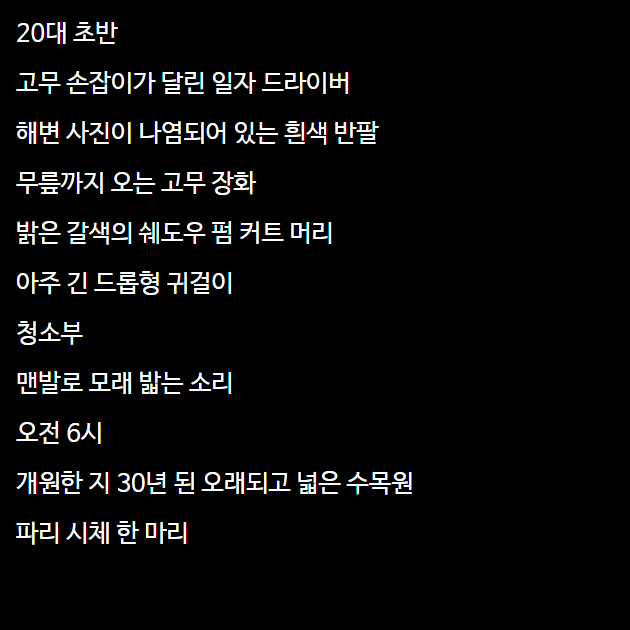 20대 초반
고무 손잡이가 달린 일자 드라이버
해변 사진이 나염되어 있는 흰색 반팔
무릎까지 오는 고무 장화
밝은 갈색의 쉐도우 펌 커트 머리
아주 긴 드롭형 귀걸이
청소부
맨발로 모래 밟는 소리
오전 6시
개원한 지 30년 된 오래되고 넓은 수목원
파리 시체 한 마리